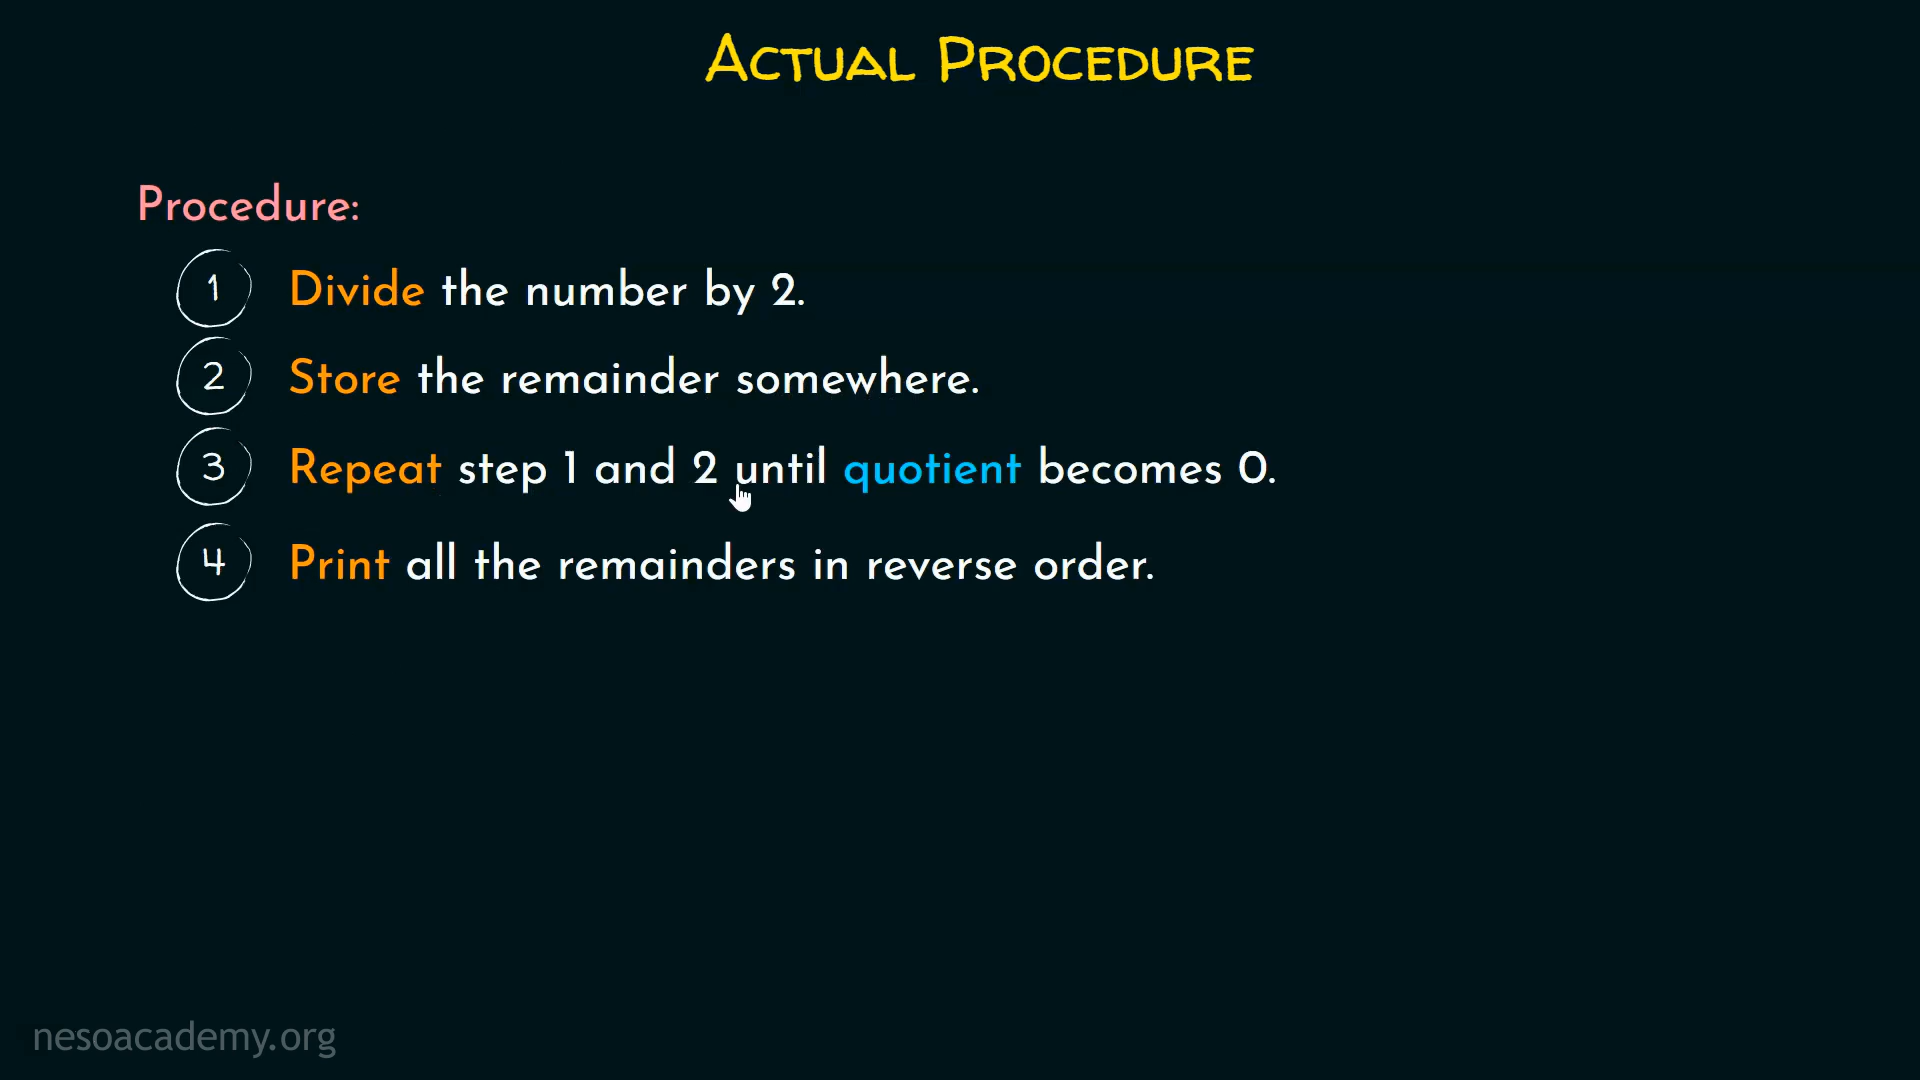 Actual Procedure
Procedure:
1 Divide the number by 2.
2 Store the remainder somewhere.
3 Repeat step 1 and 2 until quotient becomes 0.
4 Print all the remainders in reverse order.
nesoacademy.org